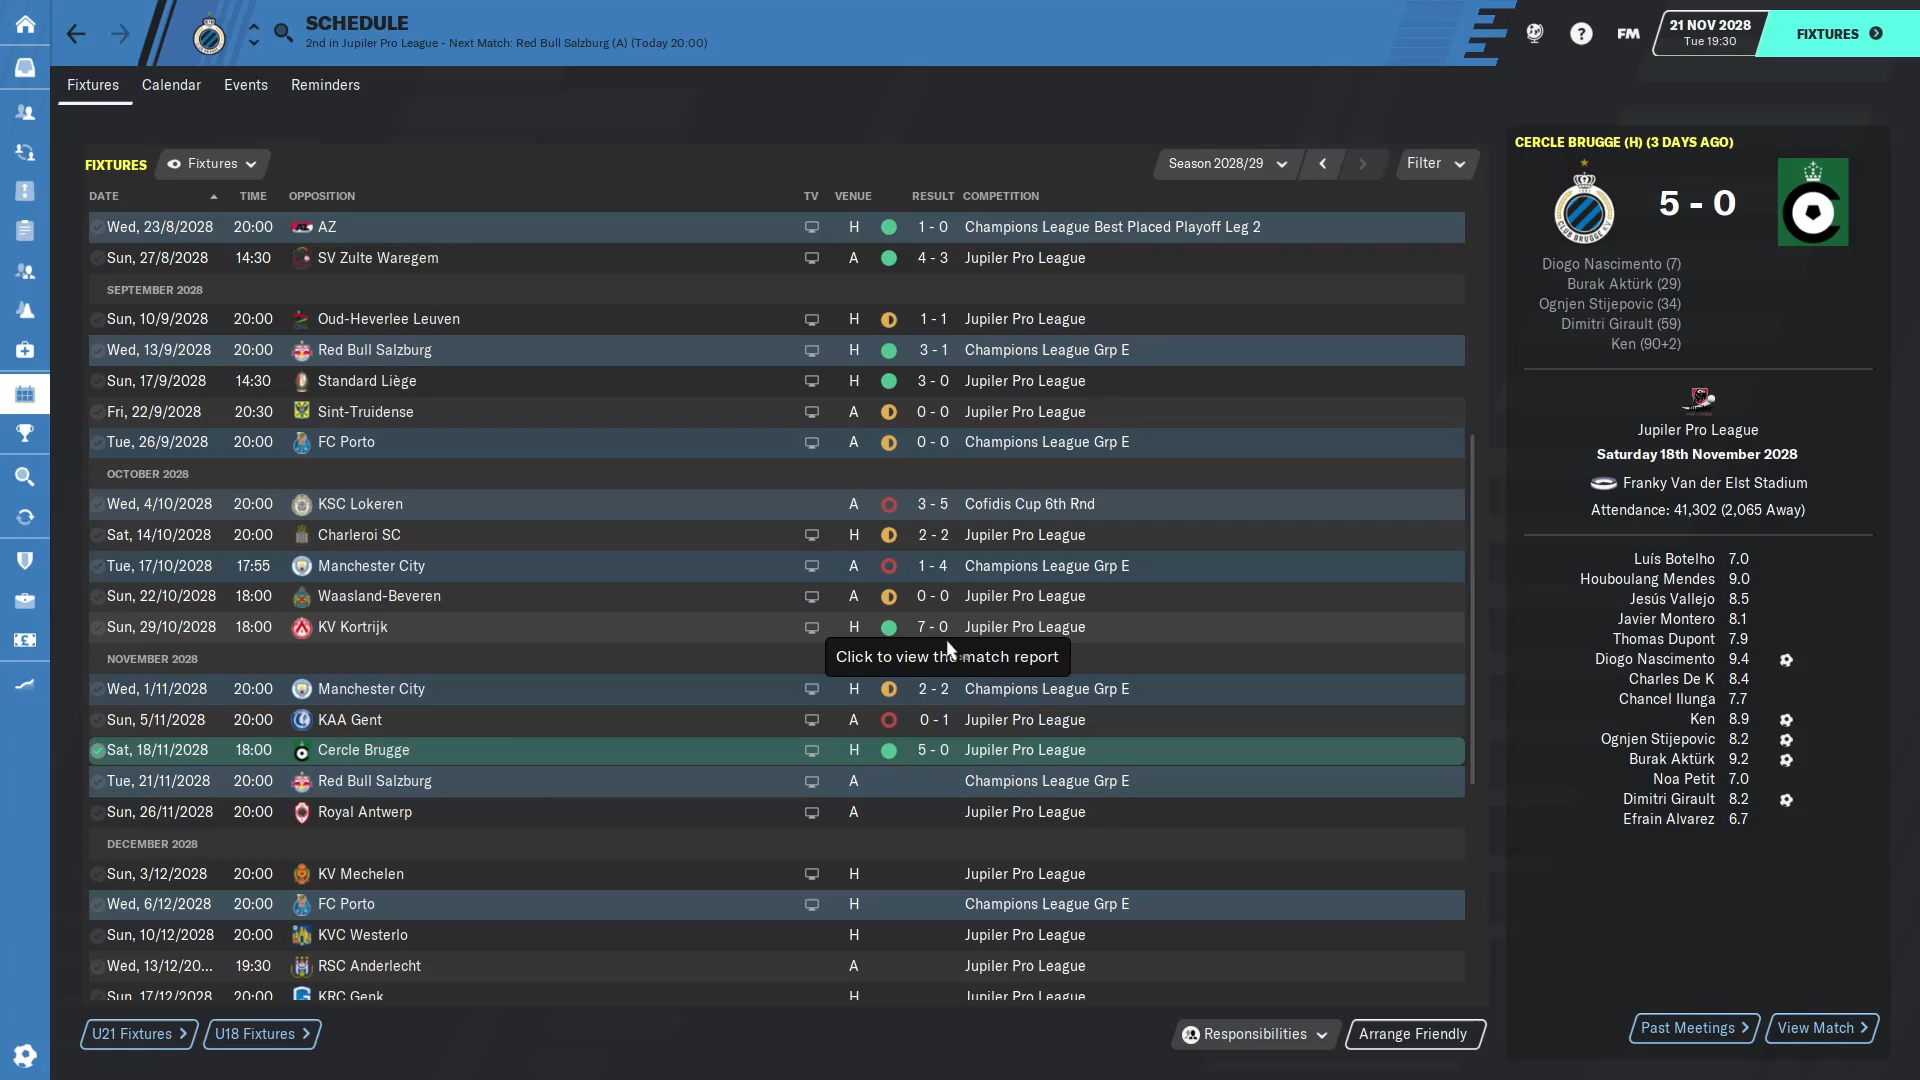 SCHEDULE
2nd in Jupiler Pro League - Next Match: Red Bull Salzburg (A) (Today 20:00)
FM
21 NOV 2028
Tue 19:30
FIXTURES
Fixtures
Calendar
Events
Reminders
FIXTURES
Fixtures
Season 2028/29
Filter
DATE TIME OPPOSITION TV VENUE RESULT COMPETITION
Wed, 23/8/2028 20:00 AZ H 1 - 0 Champions League Best Placed Playoff Leg 2
Sun, 27/8/2028 14:30 SV Zulte Waregem A 4 - 3 Jupiler Pro League
SEPTEMBER 2028
Sun, 10/9/2028 20:00 Oud-Heverlee Leuven H 1 - 1 Jupiler Pro League
Wed, 13/9/2028 20:00 Red Bull Salzburg H 3 - 1 Champions League Grp E
Sun, 17/9/2028 14:30 Standard Liège H 3 - 0 Jupiler Pro League
Fri, 22/9/2028 20:30 Sint-Truidense A 0 - 0 Jupiler Pro League
Tue, 26/9/2028 20:00 FC Porto A 0 - 0 Champions League Grp E
OCTOBER 2028
Wed, 4/10/2028 20:00 KSC Lokeren A 3 - 5 Cofidis Cup 6th Rnd
Sat, 14/10/2028 20:00 Charleroi SC H 2 - 2 Jupiler Pro League
Tue, 17/10/2028 17:55 Manchester City A 1 - 4 Champions League Grp E
Sun, 22/10/2028 18:00 Waasland-Beveren A 0 - 0 Jupiler Pro League
Sun, 29/10/2028 18:00 KV Kortrijk H 7 - 0 Jupiler Pro League
NOVEMBER 2028
Click to view the match report
Wed, 1/11/2028 20:00 Manchester City H 2 - 2 Champions League Grp E
Sun, 5/11/2028 20:00 KAA Gent A 0 - 1 Jupiler Pro League
Sat, 18/11/2028 18:00 Cercle Brugge H 5 - 0 Jupiler Pro League
Tue, 21/11/2028 20:00 Red Bull Salzburg A Champions League Grp E
Sun, 26/11/2028 20:00 Royal Antwerp A Jupiler Pro League
DECEMBER 2028
Sun, 3/12/2028 20:00 KV Mechelen H Jupiler Pro League
Wed, 6/12/2028 20:00 FC Porto H Champions League Grp E
Sun, 10/12/2028 20:00 KVC Westerlo H Jupiler Pro League
Wed, 13/12/20... 19:30 RSC Anderlecht A Jupiler Pro League
Sun, 17/12/2028 20:00 KRC Genk H Jupiler Pro League
U21 Fixtures
U18 Fixtures
Responsibilities
Arrange Friendly
CERCLE BRUGGE (H) (3 DAYS AGO)
5 - 0
Diogo Nascimento (7)
Burak Aktürk (29)
Ognjen Stijepovic (34)
Dimitri Girault (59)
Ken (90+2)
Jupiler Pro League
Saturday 18th November 2028
Franky Van der Elst Stadium
Attendance: 41,302 (2,065 Away)
Luís Botelho 7.0
Houboulang Mendes 9.0
Jesús Vallejo 8.5
Javier Montero 8.1
Thomas Dupont 7.9
Diogo Nascimento 9.4
Charles De K 8.4
Chancel Ilunga 7.7
Ken 8.9
Ognjen Stijepovic 8.2
Burak Aktürk 9.2
Noa Petit 7.0
Dimitri Girault 8.2
Efrain Alvarez 6.7
Past Meetings
View Match